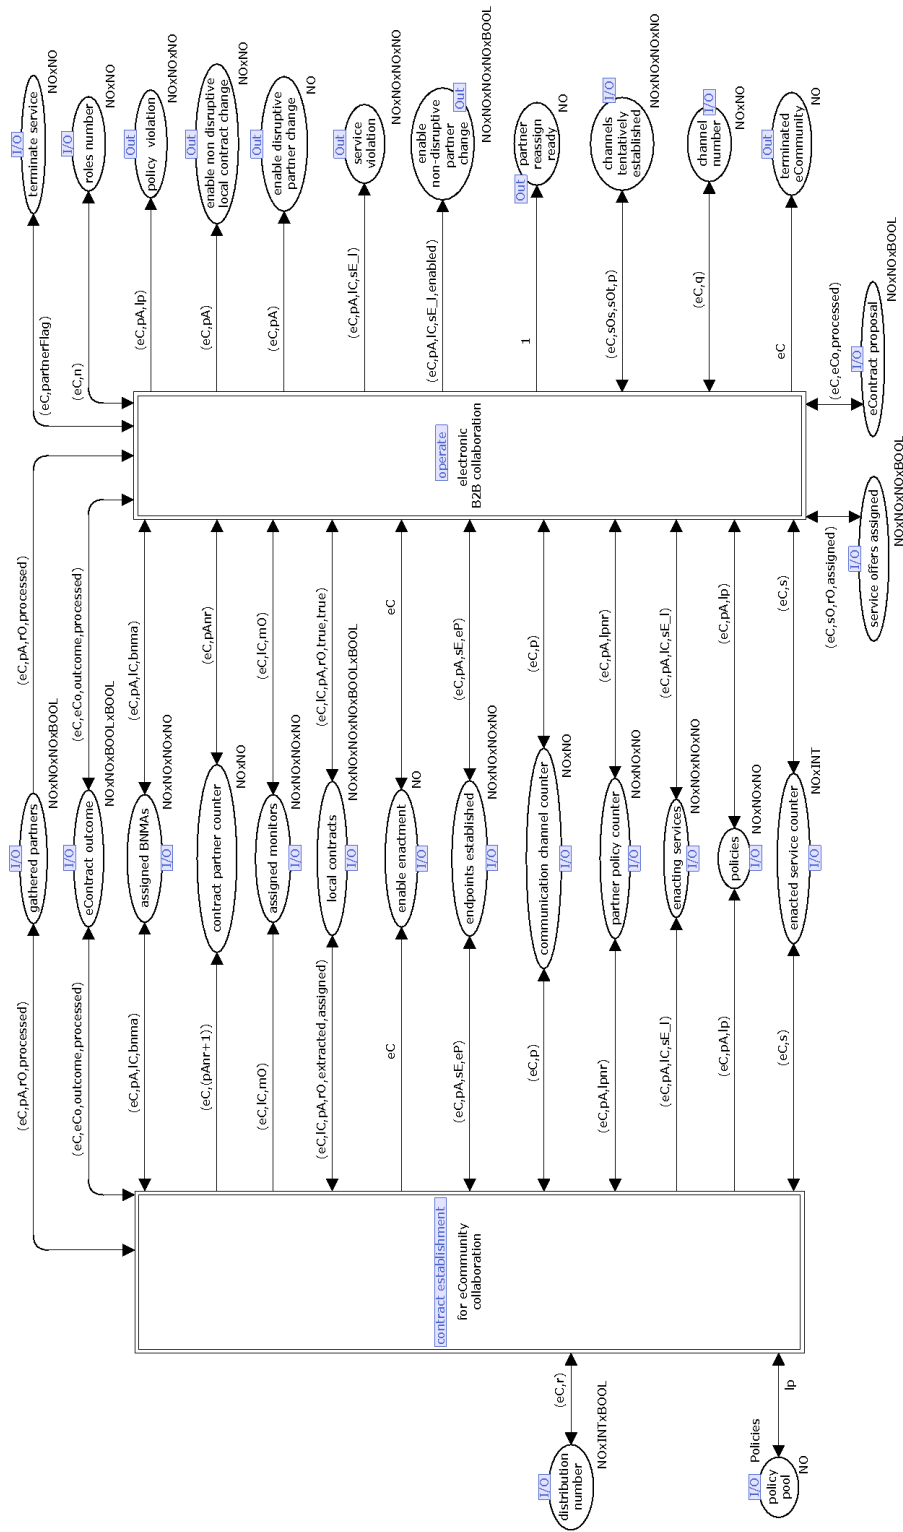 I/O
terminate service
NOxNO
(eC,partnerFlag)
I/O
roles number
NOxNO
(eC,n)
Out
policy violation
NOxNOxNO
(eC,pA,lp)
Out
enable non disruptive
local contract change
NOxNO
(eC,pA)
Out
enable disruptive
partner change
NO
(eC,pA)
Out
service
violation
NOxNOxNOxNO
(eC,pA,lC,sE_l)
enable
non-disruptive
partner
change
Out
NOxNOxNOxNOxBOOL
(eC,pA,lC,sE_l,enabled)
Out
partner
reassign
ready
NO
1
I/O
channels
tentatively
established
NOxNOxNOxNO
(eC,sOs,sOt,p)
I/O
channel
number
NOxNO
(eC,q)
Out
terminated
eCommunity
NO
eC
I/O
eContract proposal
NOxNOxBOOL
(eC,eCo,processed)
I/O
service offers assigned
NOxNOxNOxBOOL
(eC,sO,rO,assigned)
operate
electronic
B2B collaboration
(eC,pA,rO,processed)
I/O
gathered partners
NOxNOxNOxBOOL
(eC,pA,rO,processed)
(eC,eCo,outcome,processed)
I/O
eContract outcome
NOxNOxBOOLxBOOL
(eC,eCo,outcome,processed)
(eC,pA,lC,bnma)
assigned BNMAs
I/O
NOxNOxNOxNO
(eC,pA,lC,bnma)
(eC,pAnr)
contract partner counter
NOxNO
(eC,(pAnr+1))
(eC,lC,mO)
assigned monitors
I/O
NOxNOxNOxNO
(eC,lC,mO)
(eC,lC,pA,rO,true,true)
local contracts
I/O
NOxNOxNOxNOxBOOLxBOOL
(eC,lC,pA,rO,extracted,assigned)
eC
enable enactment
I/O
NO
eC
(eC,pA,sE,eP)
endpoints established
I/O
NOxNOxNOxNO
(eC,pA,sE,eP)
(eC,p)
communication channel counter
I/O
NOxNO
(eC,p)
(eC,pA,lpnr)
partner policy counter
I/O
NOxNOxNO
(eC,pA,lpnr)
(eC,pA,lC,sE_l)
enacting services
I/O
NOxNOxNOxNO
(eC,pA,lC,sE_l)
(eC,pA,lp)
policies
I/O
NOxNOxNO
(eC,pA,lp)
(eC,s)
enacted service counter
I/O
NOxINT
(eC,s)
contract establishment
for eCommunity
collaboration
(eC,r)
I/O
distribution
number
NOxINTxBOOL
lp
Policies
I/O
policy
pool
NO